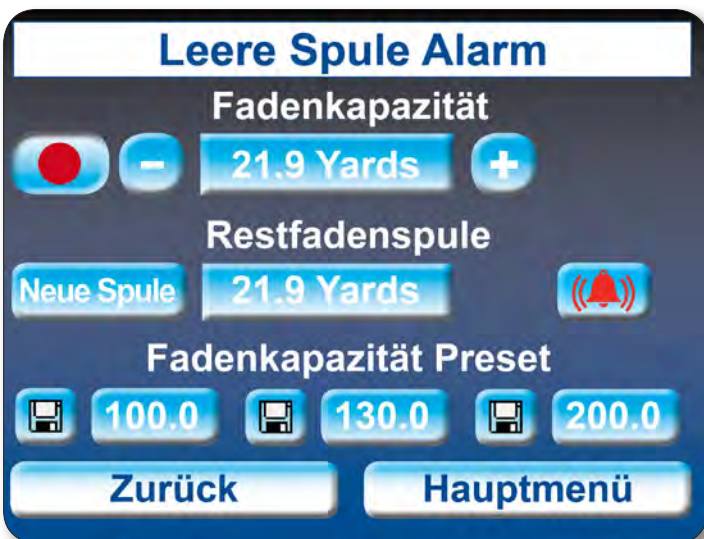 Leere Spule Alarm
Fadenkapazität
- 21.9 Yards +
Restfadenspule
Neue Spule 21.9 Yards
Fadenkapazität Preset
100.0 130.0 200.0
Zurück Hauptmenü